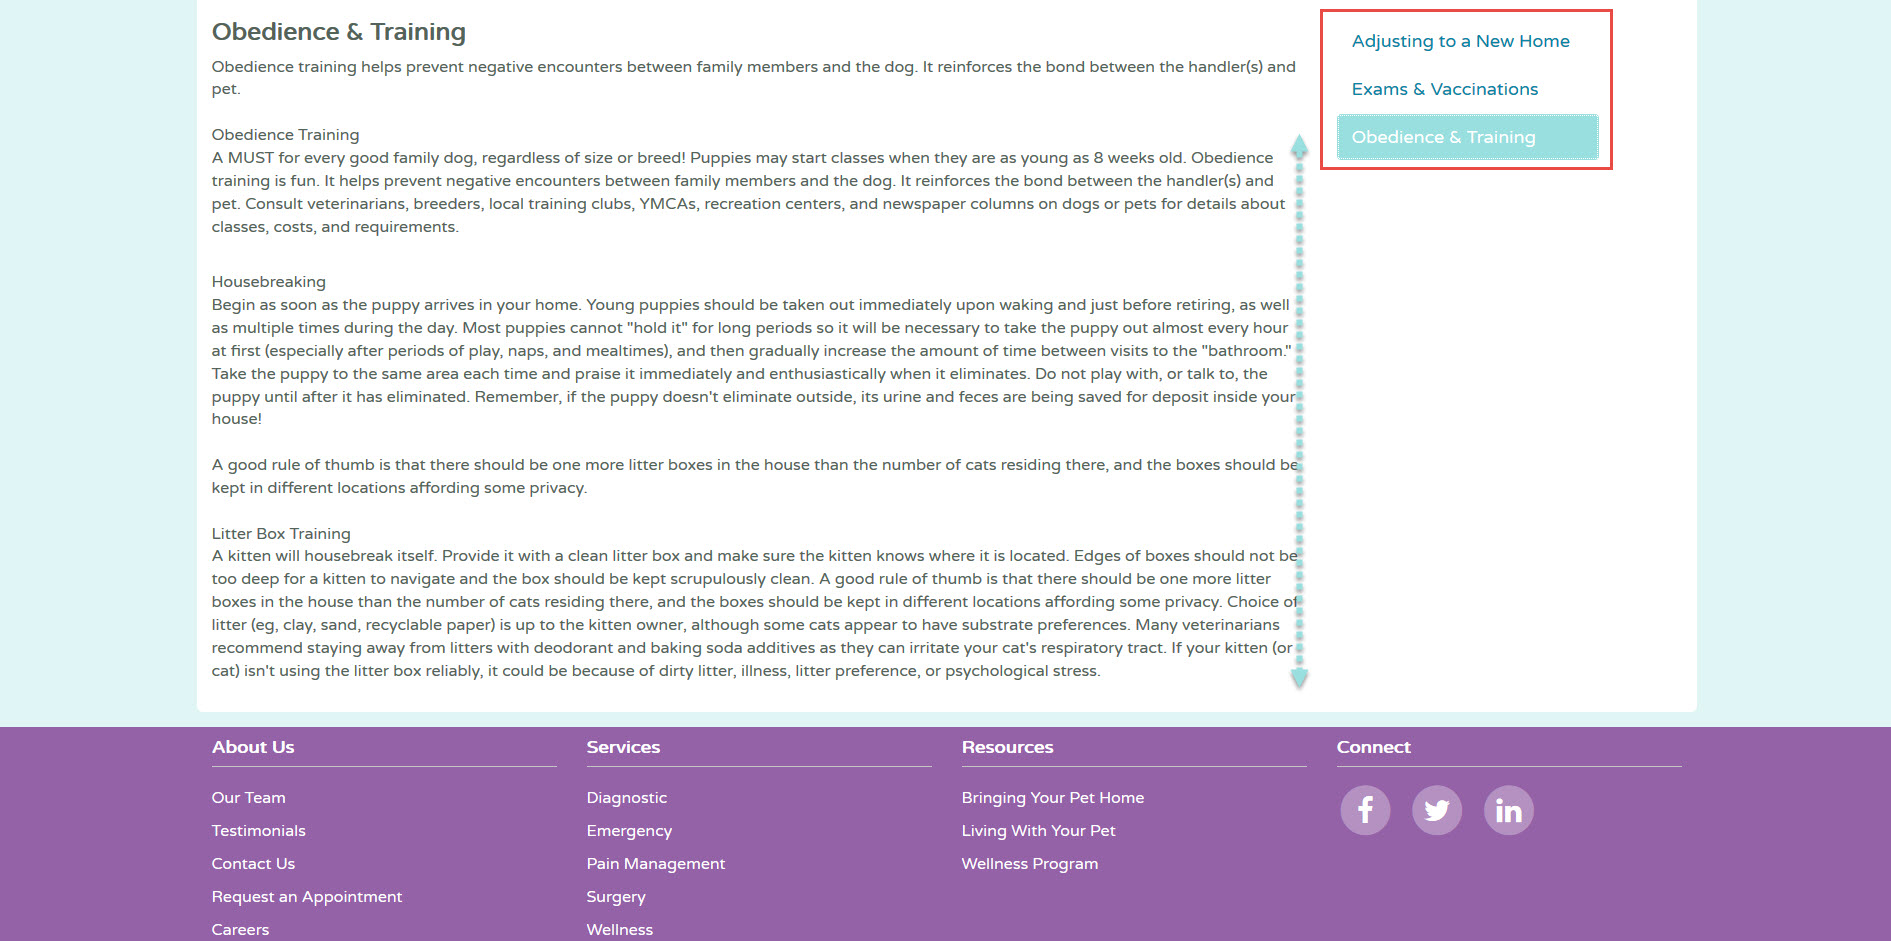 Obedience & Training
Obedience training helps prevent negative encounters between family members and the dog. It reinforces the bond between the handler(s) and
pet.
Obedience Training
A MUST for every good family dog, regardless of size or breed! Puppies may start classes when they are as young as 8 weeks old. Obedience
training is fun. It helps prevent negative encounters between family members and the dog. It reinforces the bond between the handler(s) and
pet. Consult veterinarians, breeders, local training clubs, YMCAs, recreation centers, and newspaper columns on dogs or pets for details about
classes, costs, and requirements.
Housebreaking
Begin as soon as the puppy arrives in your home. Young puppies should be taken out immediately upon waking and just before retiring, as well
as multiple times during the day. Most puppies cannot "hold it" for long periods so it will be necessary to take the puppy out almost every hour
at first (especially after periods of play, naps, and mealtimes), and then gradually increase the amount of time between visits to the "bathroom."
Take the puppy to the same area each time and praise it immediately and enthusiastically when it eliminates. Do not play with, or talk to, the
puppy until after it has eliminated. Remember, if the puppy doesn't eliminate outside, its urine and feces are being saved for deposit inside your
house!
A good rule of thumb is that there should be one more litter boxes in the house than the number of cats residing there, and the boxes should be
kept in different locations affording some privacy.
Litter Box Training
A kitten will housebreak itself. Provide it with a clean litter box and make sure the kitten knows where it is located. Edges of boxes should not be
too deep for a kitten to navigate and the box should be kept scrupulously clean. A good rule of thumb is that there should be one more litter
boxes in the house than the number of cats residing there, and the boxes should be kept in different locations affording some privacy. Choice of
litter (eg, clay, sand, recyclable paper) is up to the kitten owner, although some cats appear to have substrate preferences. Many veterinarians
recommend staying away from litters with deodorant and baking soda additives as they can irritate your cat's respiratory tract. If your kitten (or
cat) isn't using the litter box reliably, it could be because of dirty litter, illness, litter preference, or psychological stress.
Adjusting to a New Home
Exams & Vaccinations
Obedience & Training
About Us
Our Team
Testimonials
Contact Us
Request an Appointment
Careers
Services
Diagnostic
Emergency
Pain Management
Surgery
Wellness
Resources
Bringing Your Pet Home
Living With Your Pet
Wellness Program
Connect